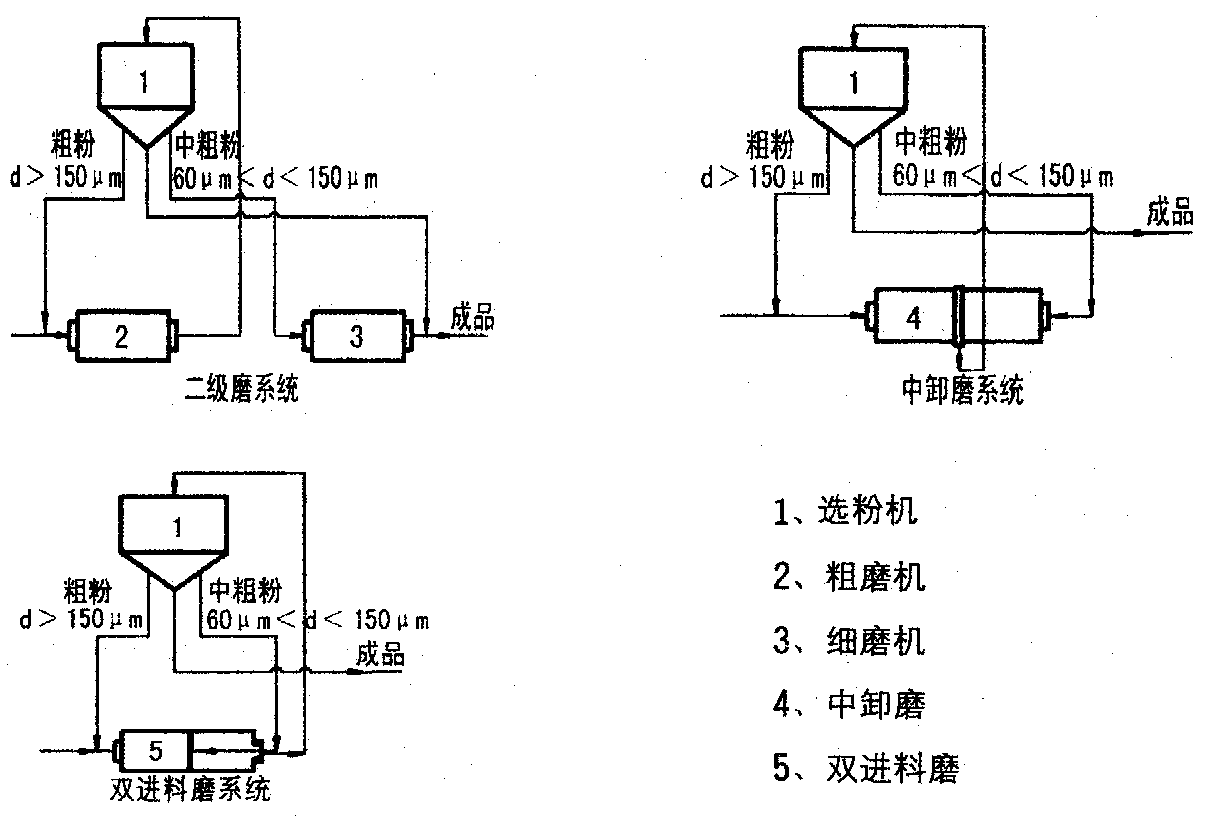 1
粗粉
中粗粉
d＞150μm
60μm＜d＜150μm
2
3
成品
二级磨系统
1
粗粉
中粗粉
d＞150μm
60μm＜d＜150μm
成品
4
中卸磨系统
1
粗粉
中粗粉
d＞150μm
60μm＜d＜150μm
成品
5
双进料磨系统
1、选粉机
2、粗磨机
3、细磨机
4、中卸磨
5、双进料磨